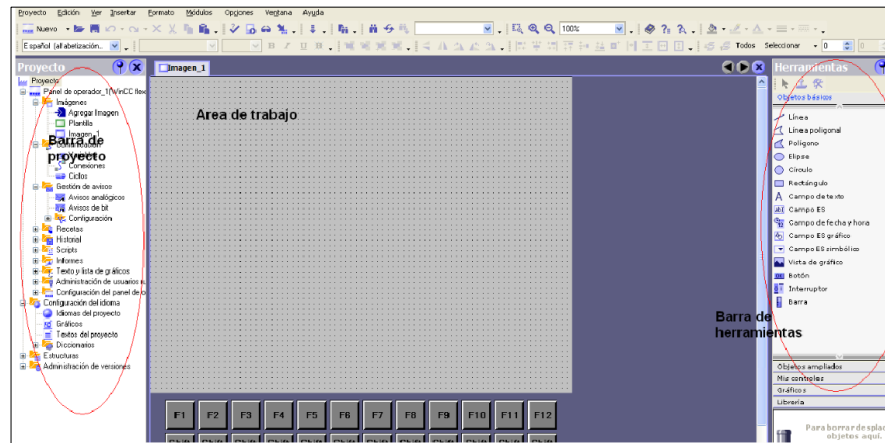 Proyecto Edición Ver Insertar Formato Módulos Opciones Ventana Ayuda
Nuevo 100%
Español (alfabetización.. Todos Seleccionar 0
Proyecto
Imagen_1
Herramientas
Proyecto
Panel de operador_1(WinCC flex
Imágenes
Agregar Imagen
Plantilla
Imagen_1
Barra de
proyecto
Conexiones
Ciclos
Gestión de avisos
Avisos analógicos
Avisos de bit
Configuración
Recetas
Historial
Scripts
Informes
Texto y lista de gráficos
Administración de usuarios ru
Configuración del panel de o
Configuración del idioma
Idiomas del proyecto
Gráficos
Textos del proyecto
Diccionarios
Estructuras
Administración de versiones
Area de trabajo
F1 F2 F3 F4 F5 F6 F7 F8 F9 F10 F11 F12
Objetos básicos
Línea
Línea poligonal
Polígono
Elipse
Círculo
Rectángulo
Campo de texto
Campo ES
Campo de fecha y hora
Campo ES gráfico
Campo ES simbólico
Vista de gráfico
Botón
Interruptor
Barra
Barra de
herramientas
Objetos ampliados
Mis controles
Gráficos
Librería
Para borrar desplac
objetos aquí.